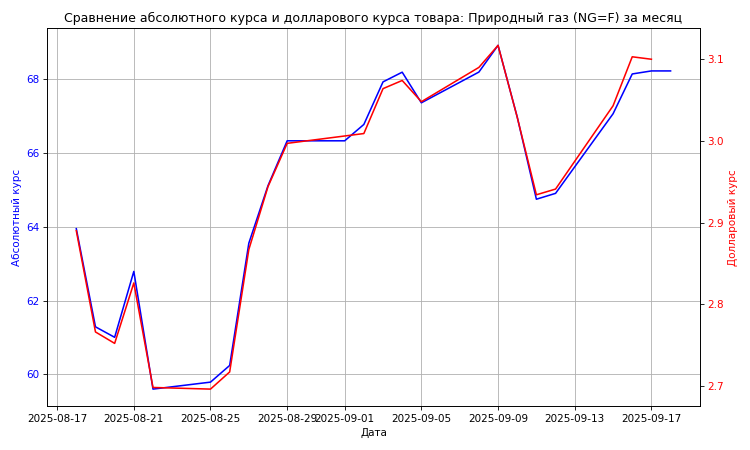 Сравнение абсолютного курса и долларового курса товара: Природный газ (NG=F) за месяц
Абсолютный курс
68
66
64
62
60
Долларовый курс
3.1
3.0
2.9
2.8
2.7
2025-08-17 2025-08-21 2025-08-25 2025-08-29 2025-09-01 2025-09-05 2025-09-09 2025-09-13 2025-09-17
Дата